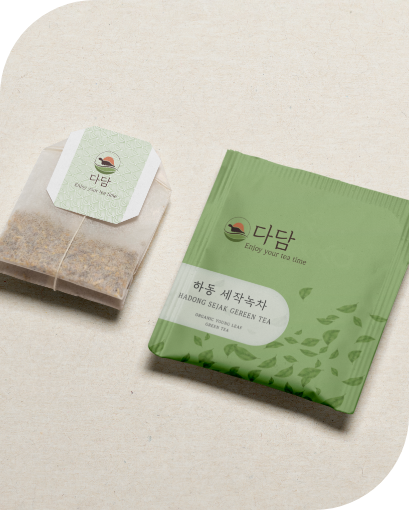 다담
Enjoy your tea time
다담
Enjoy your tea time
하동 세작녹차
HADONG SEJAK GEREEN TEA
ORGANIC YOUNG LEAF
GREEN TEA